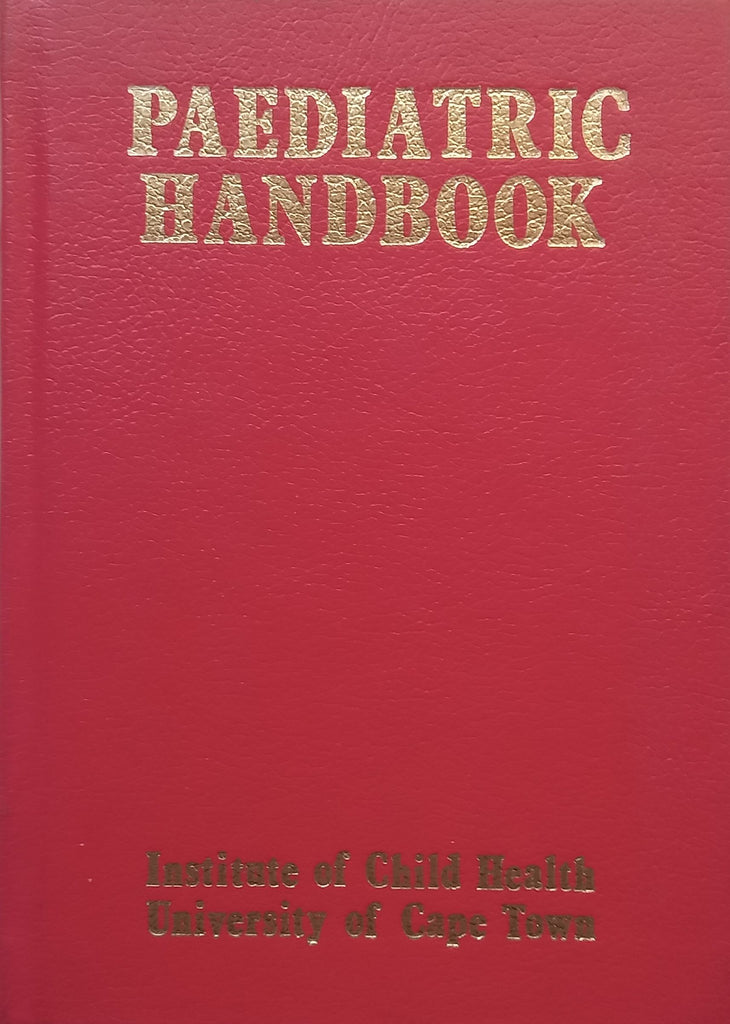 PAEDIATRIC
HANDBOOK
Institute of Child Health
University of Cape Town